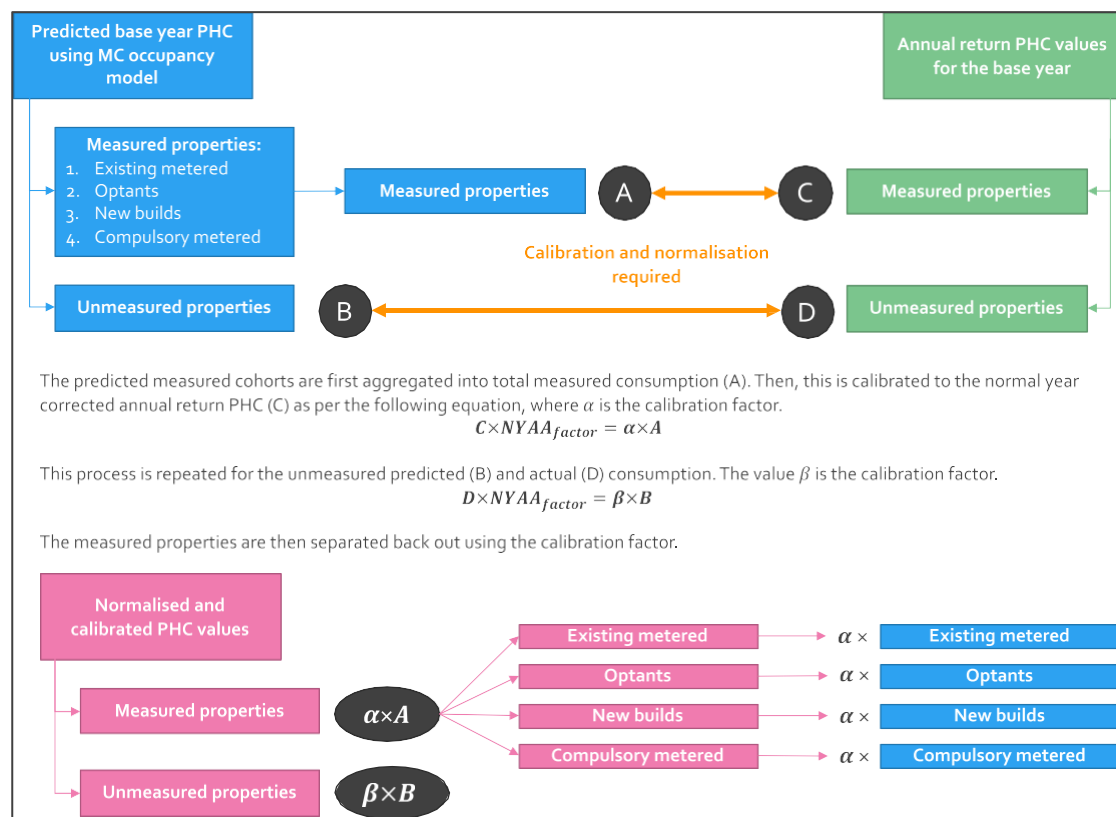 Predicted base year PHC
using MC occupancy
model
Annual return PHC values
for the base year
Measured properties:
1. Existing metered
2. Optants
3. New builds
4. Compulsory metered
Measured properties
A
C
Measured properties
Calibration and normalisation
required
Unmeasured properties
B
D
Unmeasured properties
The predicted measured cohorts are first aggregated into total measured consumption (A). Then, this is calibrated to the normal year
corrected annual return PHC (C) as per the following equation, where α is the calibration factor.
C×NYAA_factor = α×A
This process is repeated for the unmeasured predicted (B) and actual (D) consumption. The value β is the calibration factor.
D×NYAA_factor = β×B
The measured properties are then separated back out using the calibration factor.
Normalised and
calibrated PHC values
Existing metered
α ×
Existing metered
Optants
α ×
Optants
Measured properties
α×A
New builds
α ×
New builds
Compulsory metered
α ×
Compulsory metered
Unmeasured properties
β×B